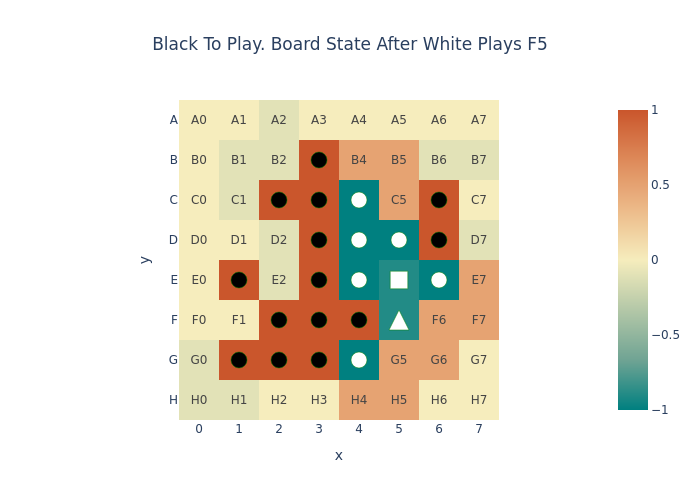 Black To Play. Board State After White Plays F5
A A0 A1 A2 A3 A4 A5 A6 A7
1
B B0 B1 B2 B4 B5 B6 B7
0.5
C C0 C1 C5 C7
D D0 D1 D2 D7
0
y
E E0 E2 E7
F F0 F1 F6 F7
−0.5
G G0 G5 G6 G7
H H0 H1 H2 H3 H4 H5 H6 H7
−1
0 1 2 3 4 5 6 7
x